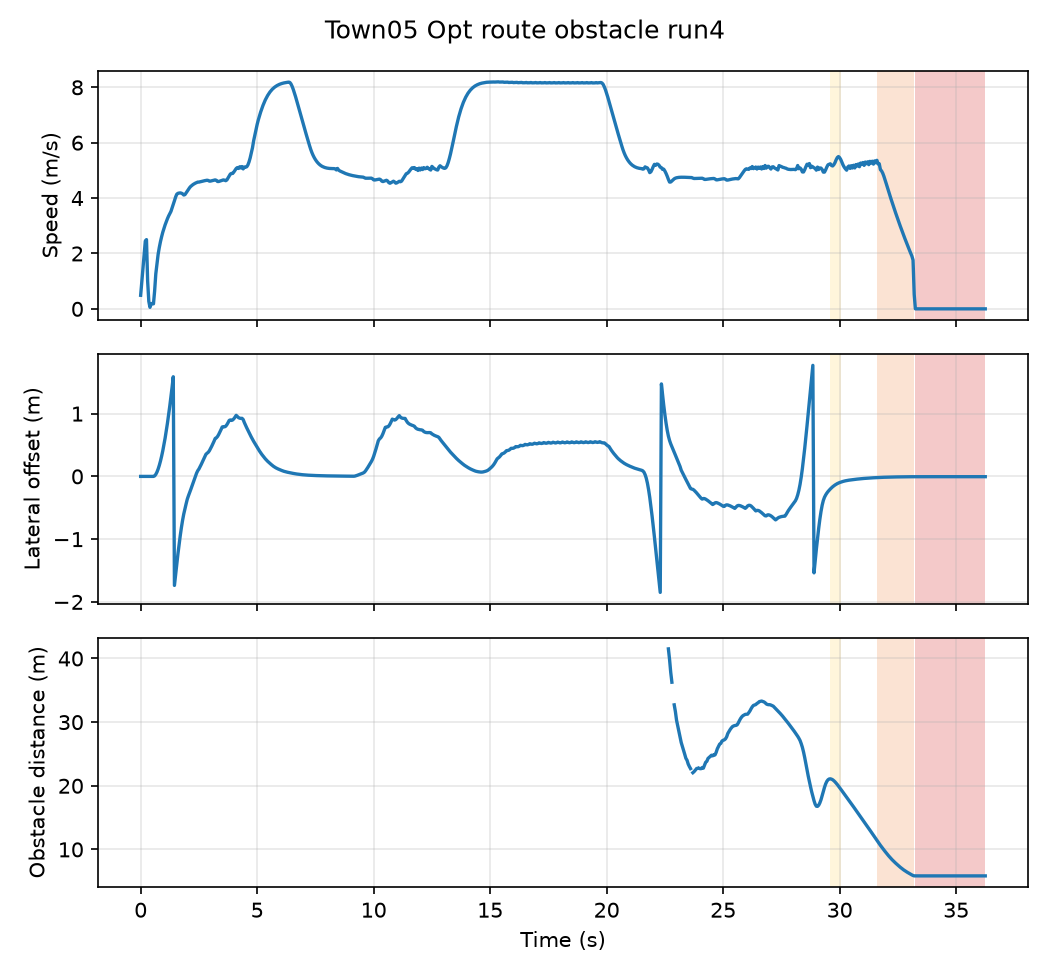 Town05 Opt route obstacle run4
Speed (m/s)
8
6
4
2
0
Lateral offset (m)
1
0
−1
−2
Obstacle distance (m)
40
30
20
10
0 5 10 15 20 25 30 35
Time (s)